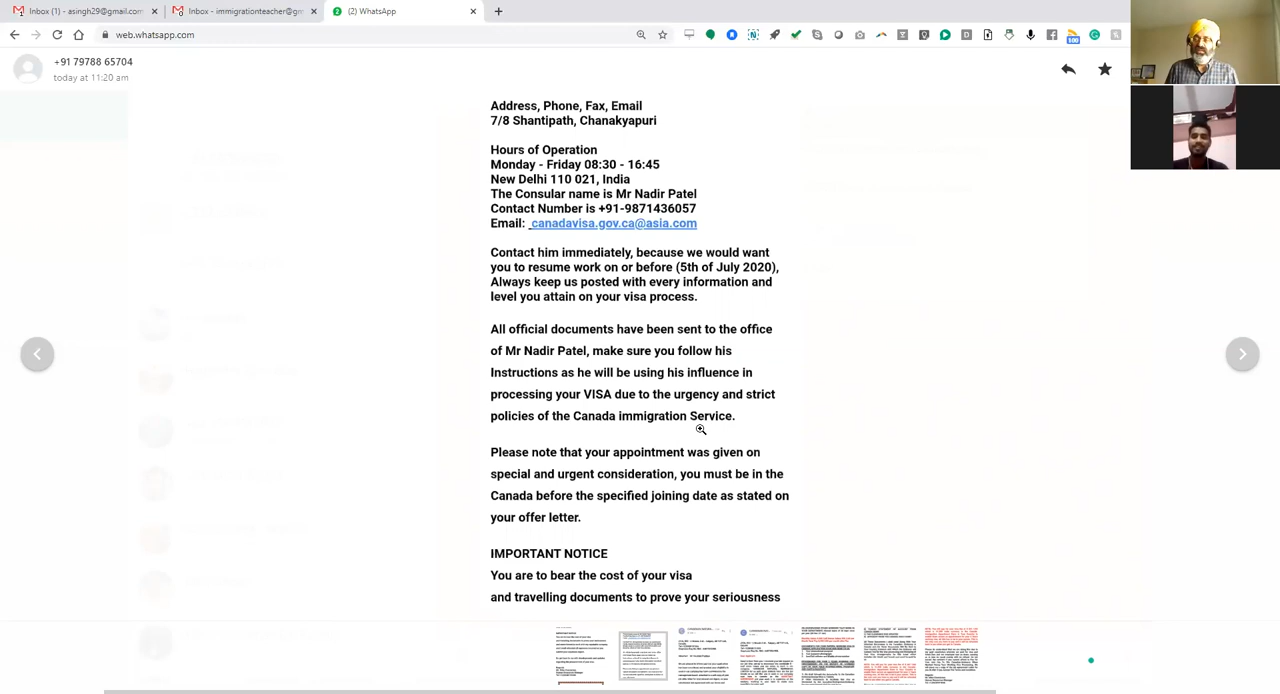 Inbox (1) - asingh29@gmail.com
Inbox - immigrationteacher@gm
(2) WhatsApp
web.whatsapp.com
+91 79788 65704
today at 11:20 am
Address, Phone, Fax, Email
7/8 Shantipath, Chanakyapuri
Hours of Operation
Monday - Friday 08:30 - 16:45
New Delhi 110 021, India
The Consular name is Mr Nadir Patel
Contact Number is +91-9871436057
Email: canadavisa.gov.ca@asia.com
Contact him immediately, because we would want
you to resume work on or before (5th of July 2020),
Always keep us posted with every information and
level you attain on your visa process.
All official documents have been sent to the office
of Mr Nadir Patel, make sure you follow his
Instructions as he will be using his influence in
processing your VISA due to the urgency and strict
policies of the Canada immigration Service.
Please note that your appointment was given on
special and urgent consideration, you must be in the
Canada before the specified joining date as stated on
your offer letter.
IMPORTANT NOTICE
You are to bear the cost of your visa
and travelling documents to prove your seriousness